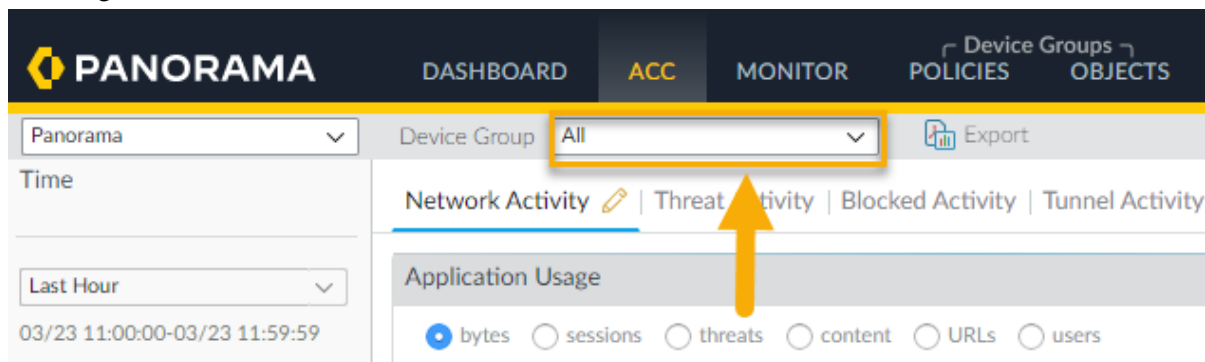 Device Groups
PANORAMA DASHBOARD ACC MONITOR POLICIES OBJECTS
Panorama Device Group All Export
Time
Network Activity | Threat Activity | Blocked Activity | Tunnel Activity
Last Hour Application Usage
03/23 11:00:00-03/23 11:59:59 bytes sessions threats content URLs users